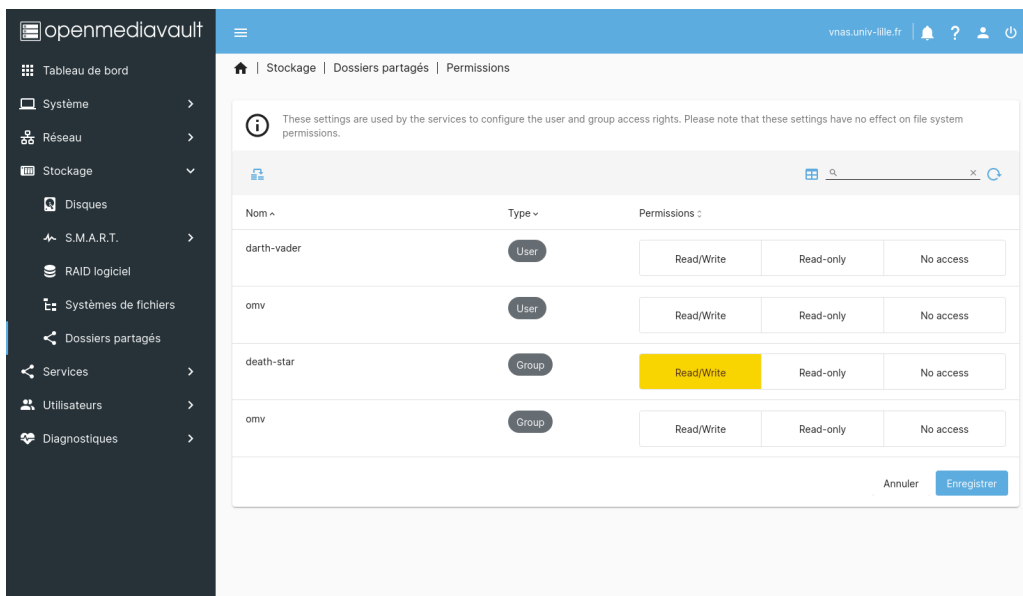 openmediavault
vnas.univ-lille.fr
Tableau de bord
Système
Réseau
Stockage
Disques
S.M.A.R.T.
RAID logiciel
Systèmes de fichiers
Dossiers partagés
Services
Utilisateurs
Diagnostiques
| Stockage | Dossiers partagés | Permissions
These settings are used by the services to configure the user and group access rights. Please note that these settings have no effect on file system
permissions.
Nom Type Permissions
darth-vader User Read/Write Read-only No access
omv User Read/Write Read-only No access
death-star Group Read/Write Read-only No access
omv Group Read/Write Read-only No access
Annuler Enregistrer